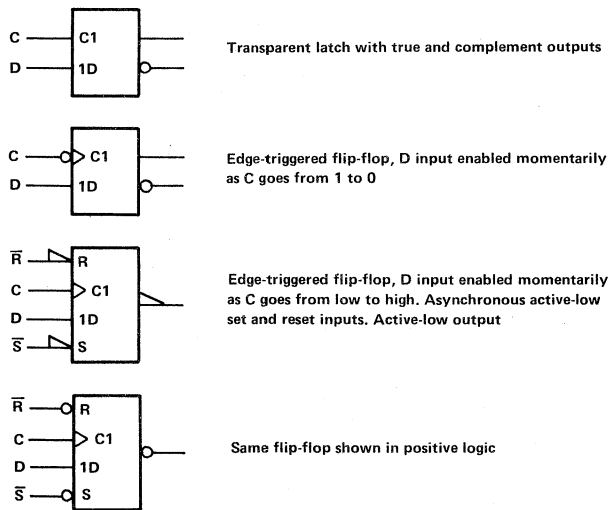 C C1
D 1D
Transparent latch with true and complement outputs
C C1
D 1D
Edge-triggered flip-flop, D input enabled momentarily
as C goes from 1 to 0
R̅ R
C C1
D 1D
S̅ S
Edge-triggered flip-flop, D input enabled momentarily
as C goes from low to high. Asynchronous active-low
set and reset inputs. Active-low output
R̅ R
C C1
D 1D
S̅ S
Same flip-flop shown in positive logic